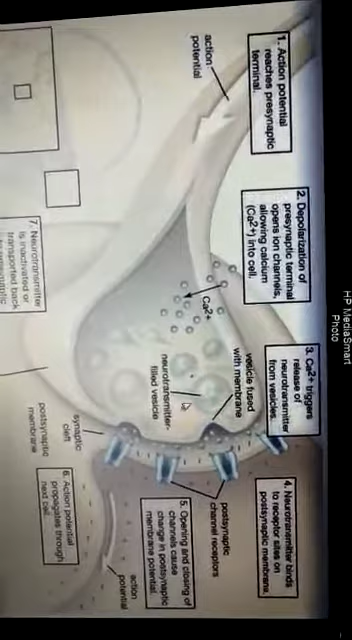 HP MediaSmart
Photo
1. Action potential
reaches presynaptic
terminal.
action
potential
2. Depolarization of
presynaptic terminal
opens ion channels,
allowing calcium
(Ca2+) into cell.
Ca2+
3. Ca2+ triggers
release of
neurotransmitter
from vesicles.
vesicle fused
with membrane
neurotransmitter-
filled vesicle
4. Neurotransmitter binds
to receptor sites on
postsynaptic membrane.
postsynaptic
channel receptors
5. Opening and closing of
channels cause
change in postsynaptic
membrane potential.
action
potential
6. Action potential
propagates through
next cell.
synaptic
cleft
postsynaptic
membrane
7. Neurotransmitter
is inactivated or
transported back